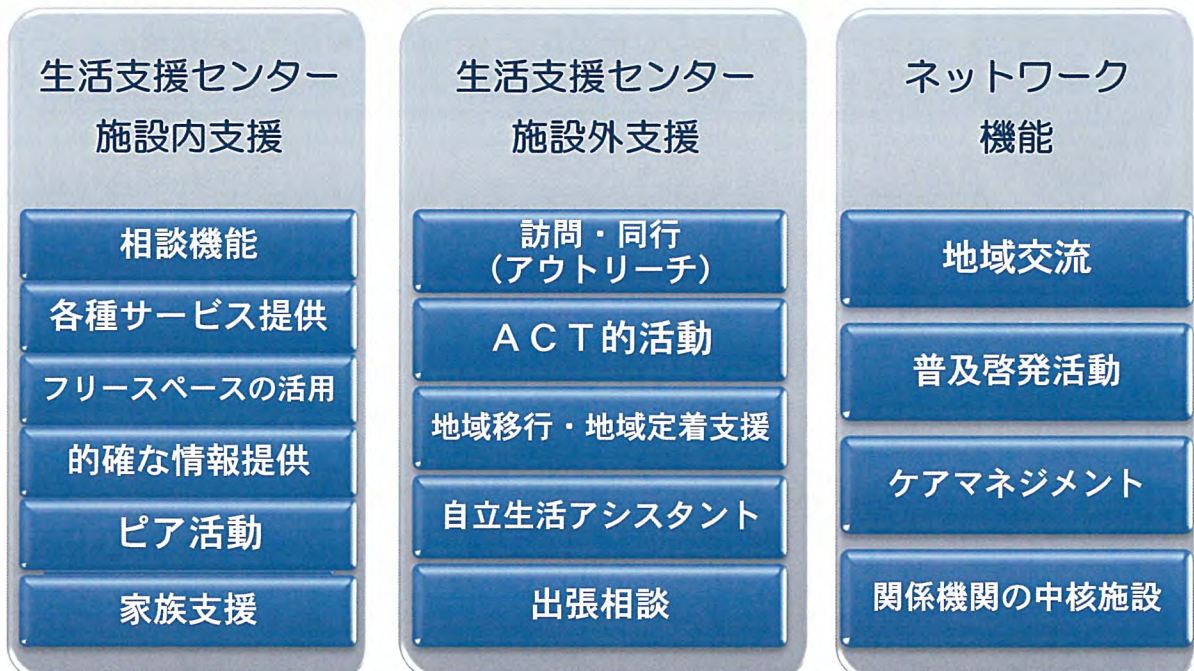 生活支援センター
施設内支援
相談機能
各種サービス提供
フリースペースの活用
的確な情報提供
ピア活動
家族支援
生活支援センター
施設外支援
訪問・同行
（アウトリーチ）
ＡＣＴ的活動
地域移行・地域定着支援
自立生活アシスタント
出張相談
ネットワーク
機能
地域交流
普及啓発活動
ケアマネジメント
関係機関の中核施設